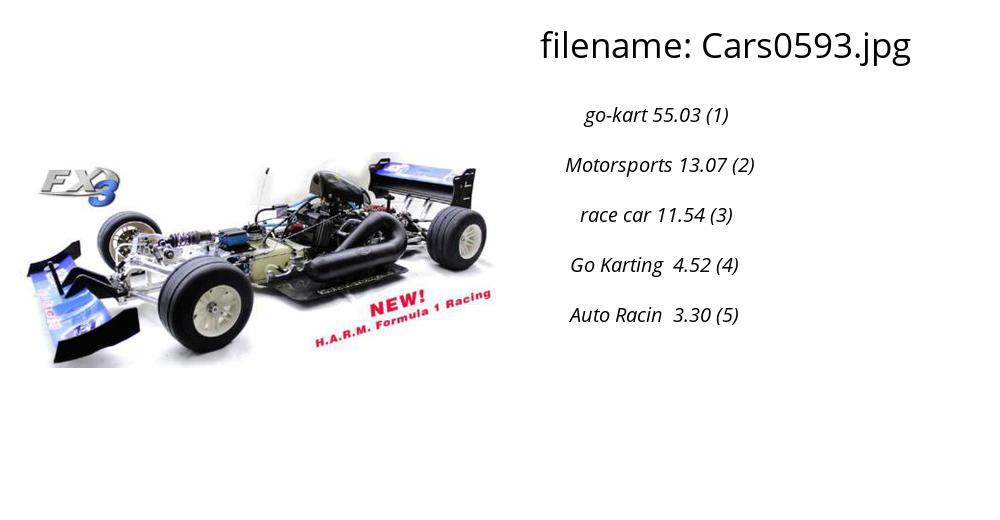 filename: Cars0593.jpg
go-kart 55.03 (1)
Motorsports 13.07 (2)
race car 11.54 (3)
Go Karting  4.52 (4)
Auto Racin  3.30 (5)
FX3
NEW!
H.A.R.M. Formula 1 Racing